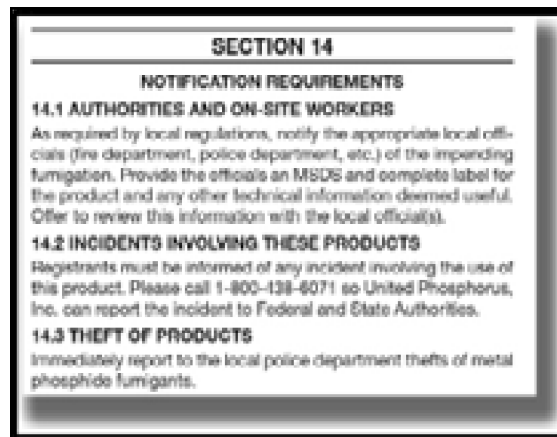 SECTION 14
NOTIFICATION REQUIREMENTS
14.1 AUTHORITIES AND ON-SITE WORKERS
As required by local regulations, notify the appropriate local offi-
cials (fire department, police department, etc.) of the impending
fumigation. Provide the officials an MSDS and complete label for
the product and any other technical information deemed useful.
Offer to review this information with the local official(s).
14.2 INCIDENTS INVOLVING THESE PRODUCTS
Registrants must be informed of any incident involving the use of
this product. Please call 1-800-438-6071 so United Phosphorus,
Inc. can report the incident to Federal and State Authorities.
14.3 THEFT OF PRODUCTS
Immediately report to the local police department thefts of metal
phosphide fumigants.